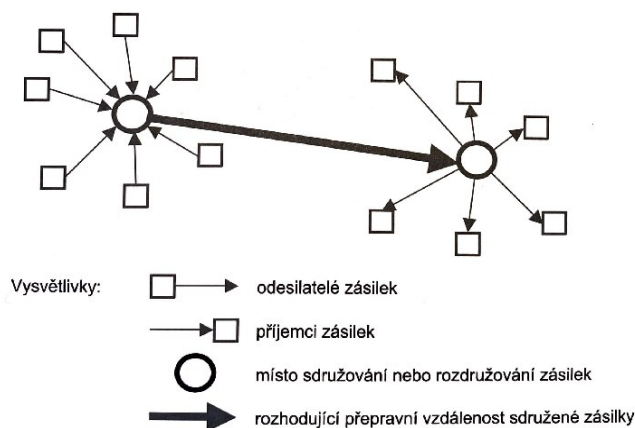 Vysvětlivky:
odesilatelé zásilek
příjemci zásilek
místo sdružování nebo rozdružování zásilek
rozhodující přepravní vzdálenost sdružené zásilky